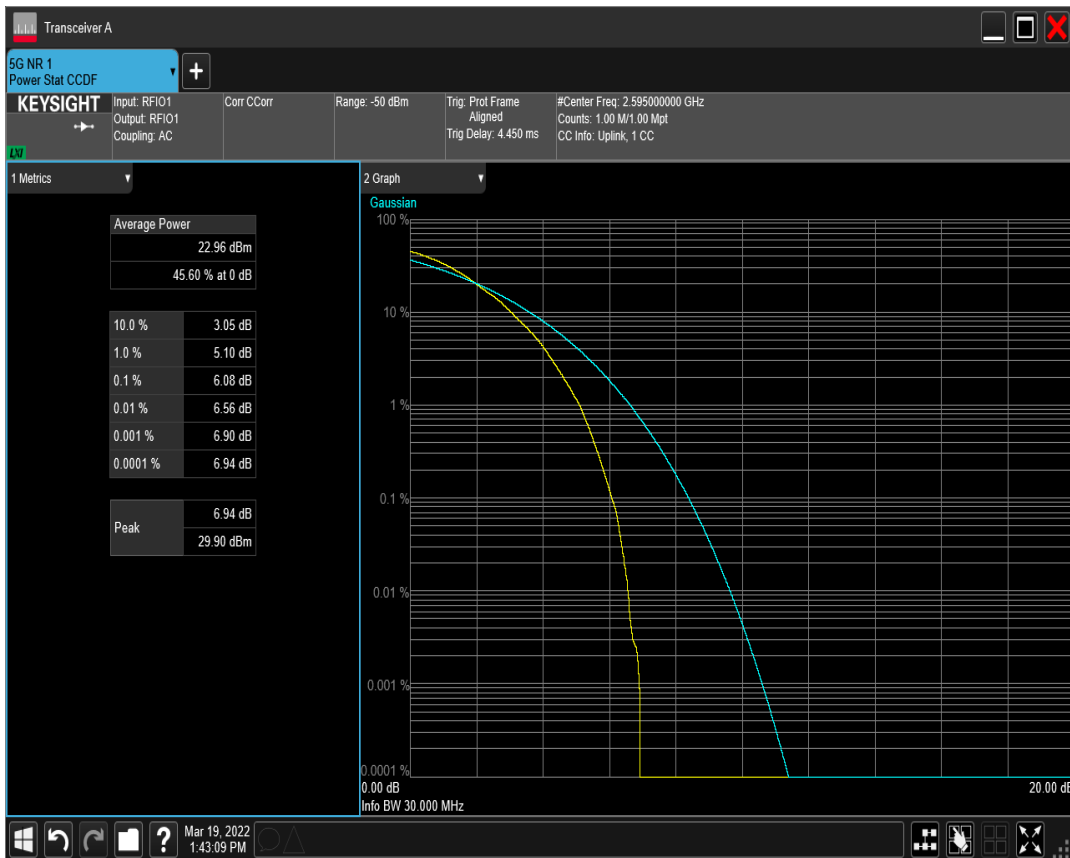 Transceiver A
5G NR 1
Power Stat CCDF
KEYSIGHT
LXI
Input: RFIO1
Output: RFIO1
Coupling: AC
Corr CCorr
Range: -50 dBm
Trig: Prot Frame
Aligned
Trig Delay: 4.450 ms
#Center Freq: 2.595000000 GHz
Counts: 1.00 M/1.00 Mpt
CC Info: Uplink, 1 CC
1 Metrics
Average Power
22.96 dBm
45.60 % at 0 dB
10.0 % 3.05 dB
1.0 % 5.10 dB
0.1 % 6.08 dB
0.01 % 6.56 dB
0.001 % 6.90 dB
0.0001 % 6.94 dB
Peak
6.94 dB
29.90 dBm
2 Graph
Gaussian
100 %
10 %
1 %
0.1 %
0.01 %
0.001 %
0.0001 %
0.00 dB 20.00 dB
Info BW 30.000 MHz
?
Mar 19, 2022
1:43:09 PM